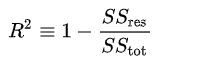 R² ≡ 1 − SS_res / SS_tot